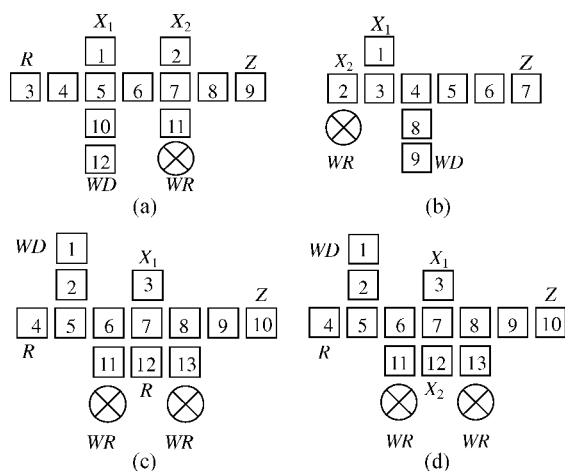 X₁ X₂
1 2
R Z
3 4 5 6 7 8 9
10 11
12
WD WR
(a)
X₁
1
X₂ Z
2 3 4 5 6 7
8
WR 9 WD
(b)
WD 1
X₁
2 3
Z
4 5 6 7 8 9 10
R 11 12 13
R
WR WR
(c)
WD 1
X₁
2 3
Z
4 5 6 7 8 9 10
R 11 12 13
X₂
WR WR
(d)